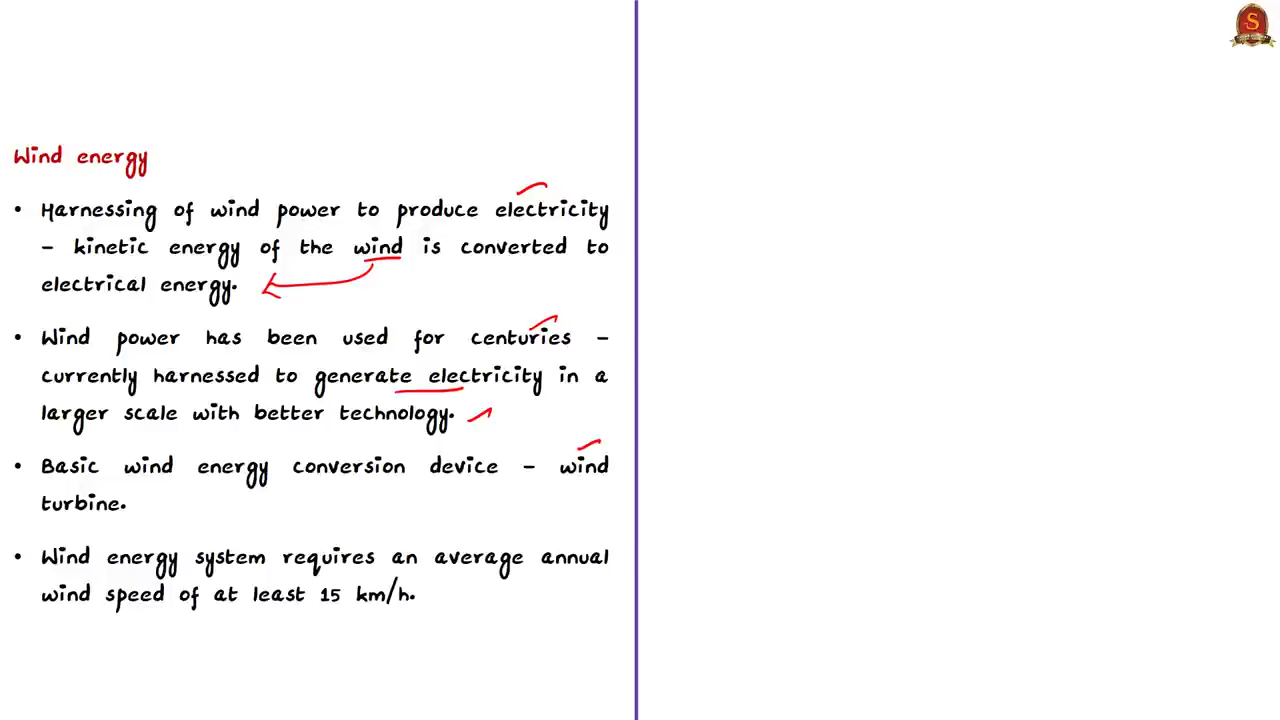 S
Wind energy
• Harnessing of wind power to produce electricity
– kinetic energy of the wind is converted to
electrical energy.
• Wind power has been used for centuries –
currently harnessed to generate electricity in a
larger scale with better technology.
• Basic wind energy conversion device – wind
turbine.
• Wind energy system requires an average annual
wind speed of at least 15 km/h.